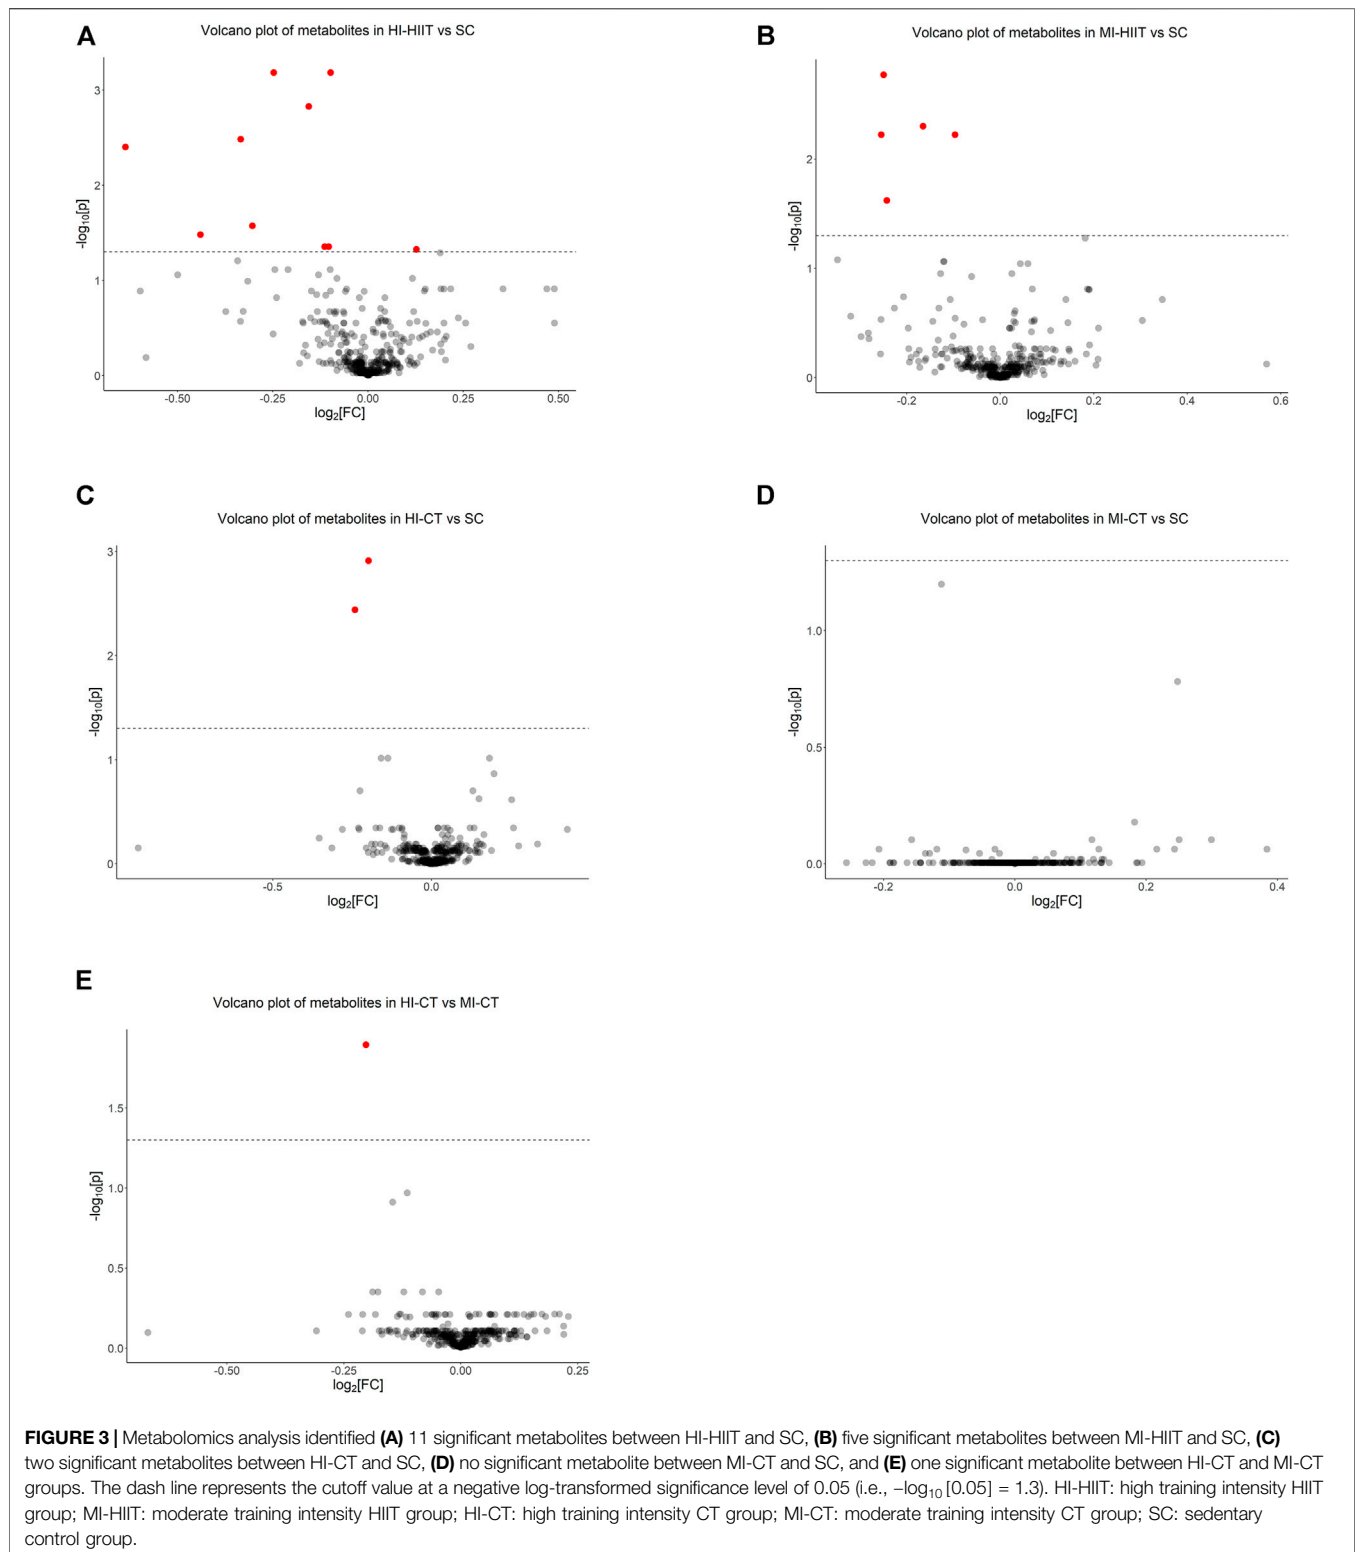 A
Volcano plot of metabolites in HI-HIIT vs SC
3
2
1
0
-log10[p]
-0.50 -0.25 0.00 0.25 0.50
log2[FC]
B
Volcano plot of metabolites in MI-HIIT vs SC
2
1
0
-log10[p]
-0.2 0.0 0.2 0.4 0.6
log2[FC]
C
Volcano plot of metabolites in HI-CT vs SC
3
2
1
0
-log10[p]
-0.5 0.0
log2[FC]
D
Volcano plot of metabolites in MI-CT vs SC
1.0
0.5
0.0
-log10[p]
-0.2 0.0 0.2 0.4
log2[FC]
E
Volcano plot of metabolites in HI-CT vs MI-CT
1.5
1.0
0.5
0.0
-log10[p]
-0.50 -0.25 0.00 0.25
log2[FC]
FIGURE 3 | Metabolomics analysis identified (A) 11 significant metabolites between HI-HIIT and SC, (B) five significant metabolites between MI-HIIT and SC, (C)
two significant metabolites between HI-CT and SC, (D) no significant metabolite between MI-CT and SC, and (E) one significant metabolite between HI-CT and MI-CT
groups. The dash line represents the cutoff value at a negative log-transformed significance level of 0.05 (i.e., −log10 [0.05] = 1.3). HI-HIIT: high training intensity HIIT
group; MI-HIIT: moderate training intensity HIIT group; HI-CT: high training intensity CT group; MI-CT: moderate training intensity CT group; SC: sedentary
control group.